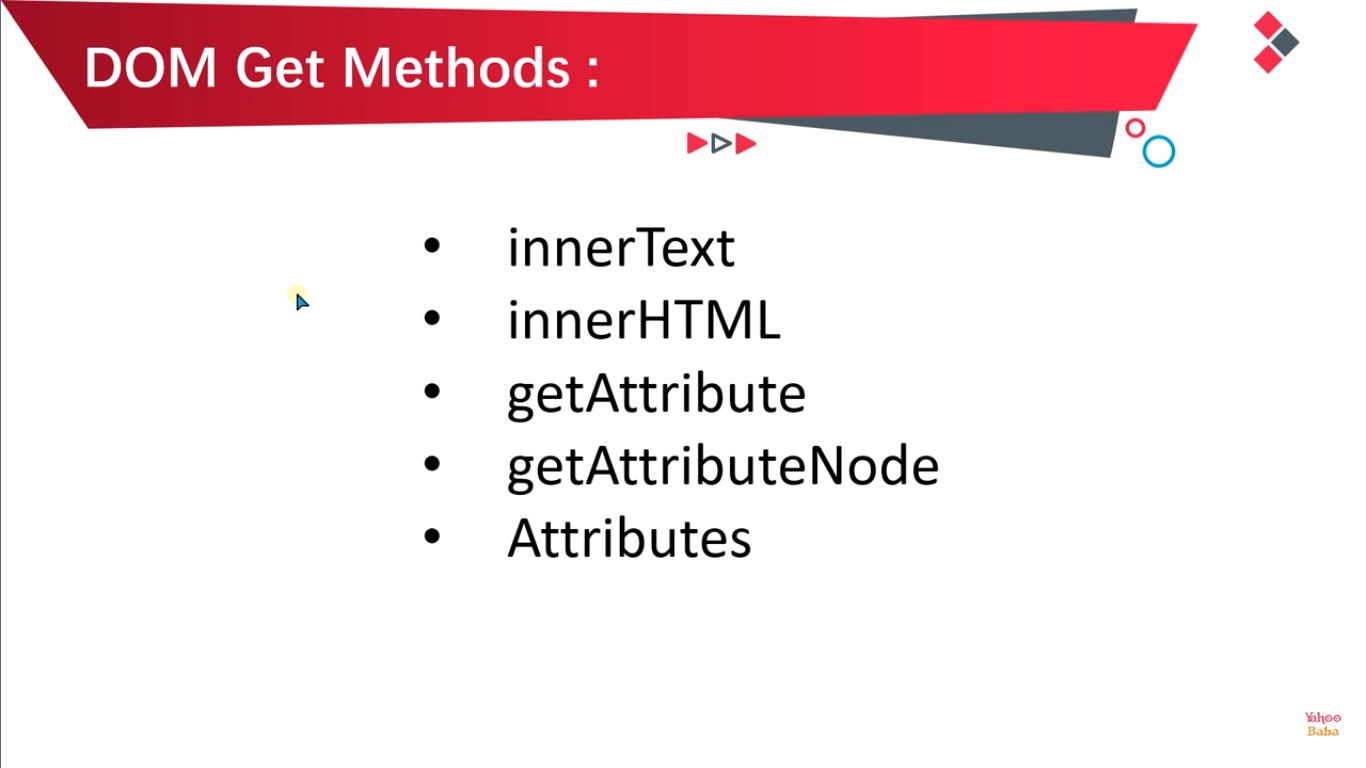 DOM Get Methods :
• innerText
• innerHTML
• getAttribute
• getAttributeNode
• Attributes
Yahoo
Baba